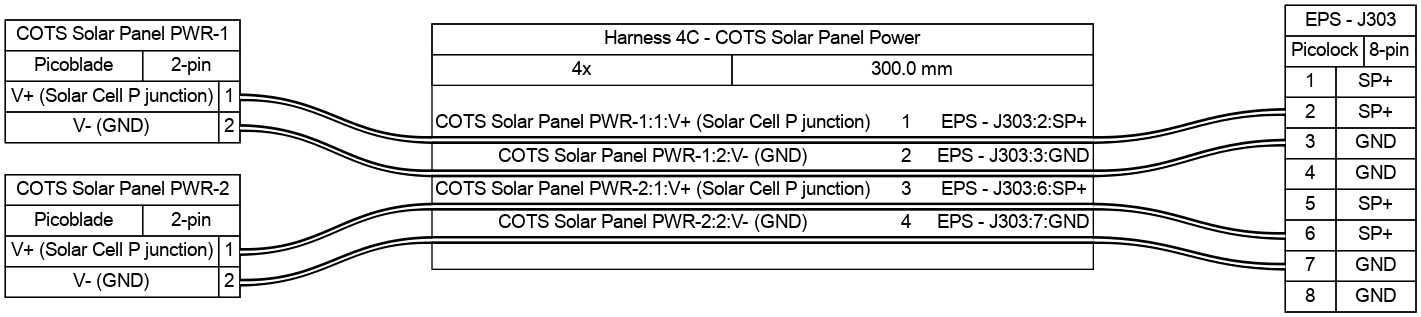 COTS Solar Panel PWR-1
Picoblade 2-pin
V+ (Solar Cell P junction) 1
V- (GND) 2
COTS Solar Panel PWR-2
Picoblade 2-pin
V+ (Solar Cell P junction) 1
V- (GND) 2
Harness 4C - COTS Solar Panel Power
4x 300.0 mm
COTS Solar Panel PWR-1:1:V+ (Solar Cell P junction) 1 EPS - J303:2:SP+
COTS Solar Panel PWR-1:2:V- (GND) 2 EPS - J303:3:GND
COTS Solar Panel PWR-2:1:V+ (Solar Cell P junction) 3 EPS - J303:6:SP+
COTS Solar Panel PWR-2:2:V- (GND) 4 EPS - J303:7:GND
EPS - J303
Picolock 8-pin
1 SP+
2 SP+
3 GND
4 GND
5 SP+
6 SP+
7 GND
8 GND